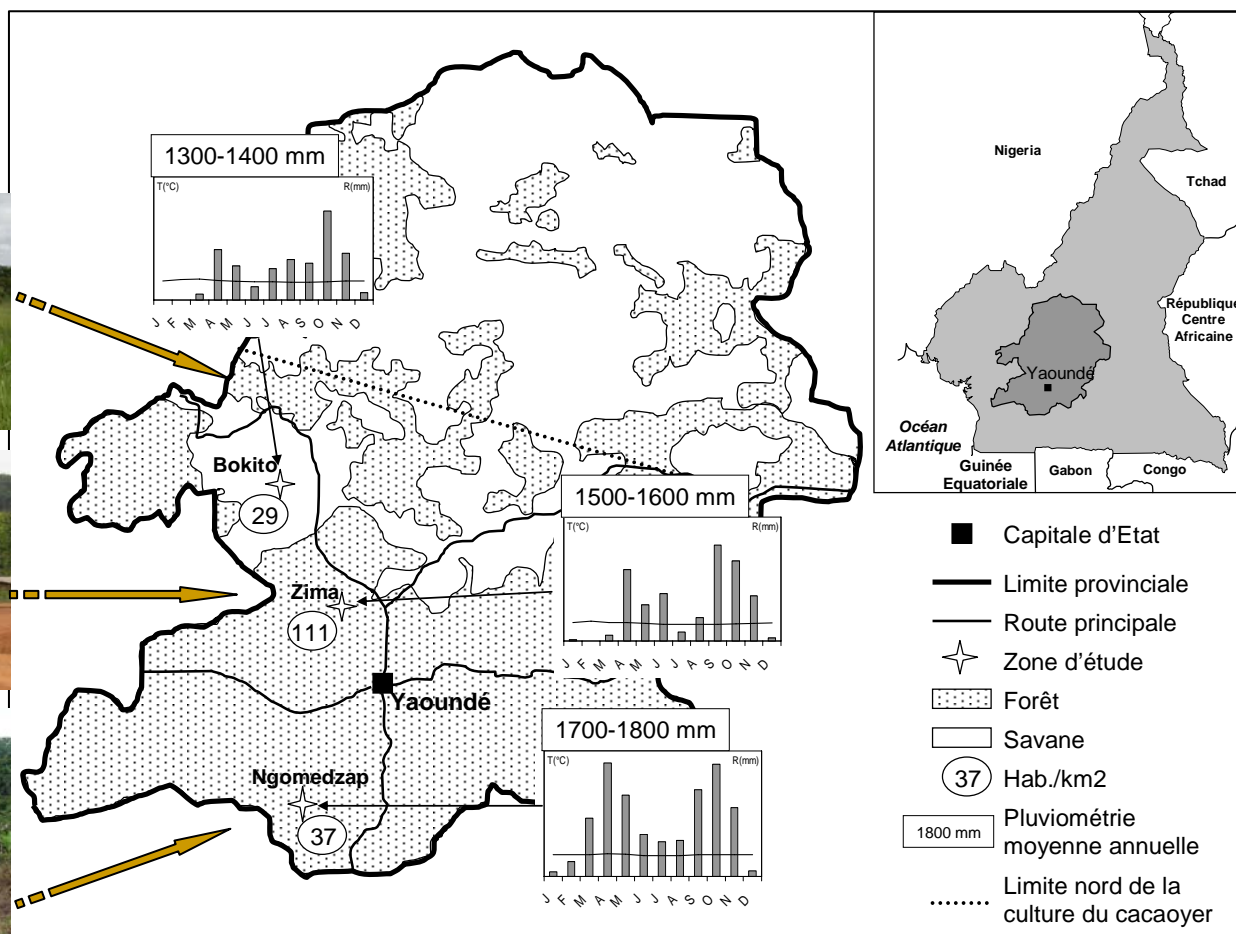 1300-1400 mm
T(°C) R(mm)
J F M A M J J A S O N D
Bokito
29
Zima
111
Yaoundé
Ngomedzap
37
1500-1600 mm
T(°C) R(mm)
J F M A M J J A S O N D
1700-1800 mm
T(°C) R(mm)
J F M A M J J A S O N D
Nigeria
Tchad
République
Centre
Africaine
Yaoundé
Océan
Atlantique
Guinée
Equatoriale
Gabon
Congo
Capitale d'Etat
Limite provinciale
Route principale
Zone d'étude
Forêt
Savane
37 Hab./km2
1800 mm
Pluviométrie
moyenne annuelle
Limite nord de la
culture du cacaoyer